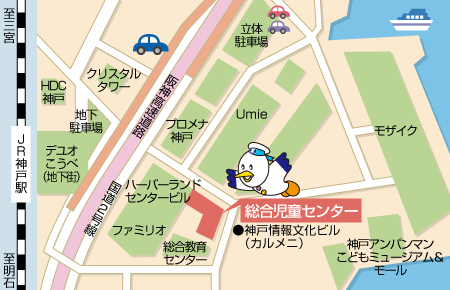 至三宮
立体
駐車場
クリスタル
タワー
HDC
神戸
阪神高速道路
Umie
地下
駐車場
プロメナ
神戸
モザイク
JR神戸駅
デュオ
こうべ
(地下街)
国道2号線
ハーバーランド
センタービル
総合児童センター
ファミリオ
●神戸情報文化ビル
(カルメニ)
総合教育
センター
神戸アンパンマン
こどもミュージアム&
モール
至明石